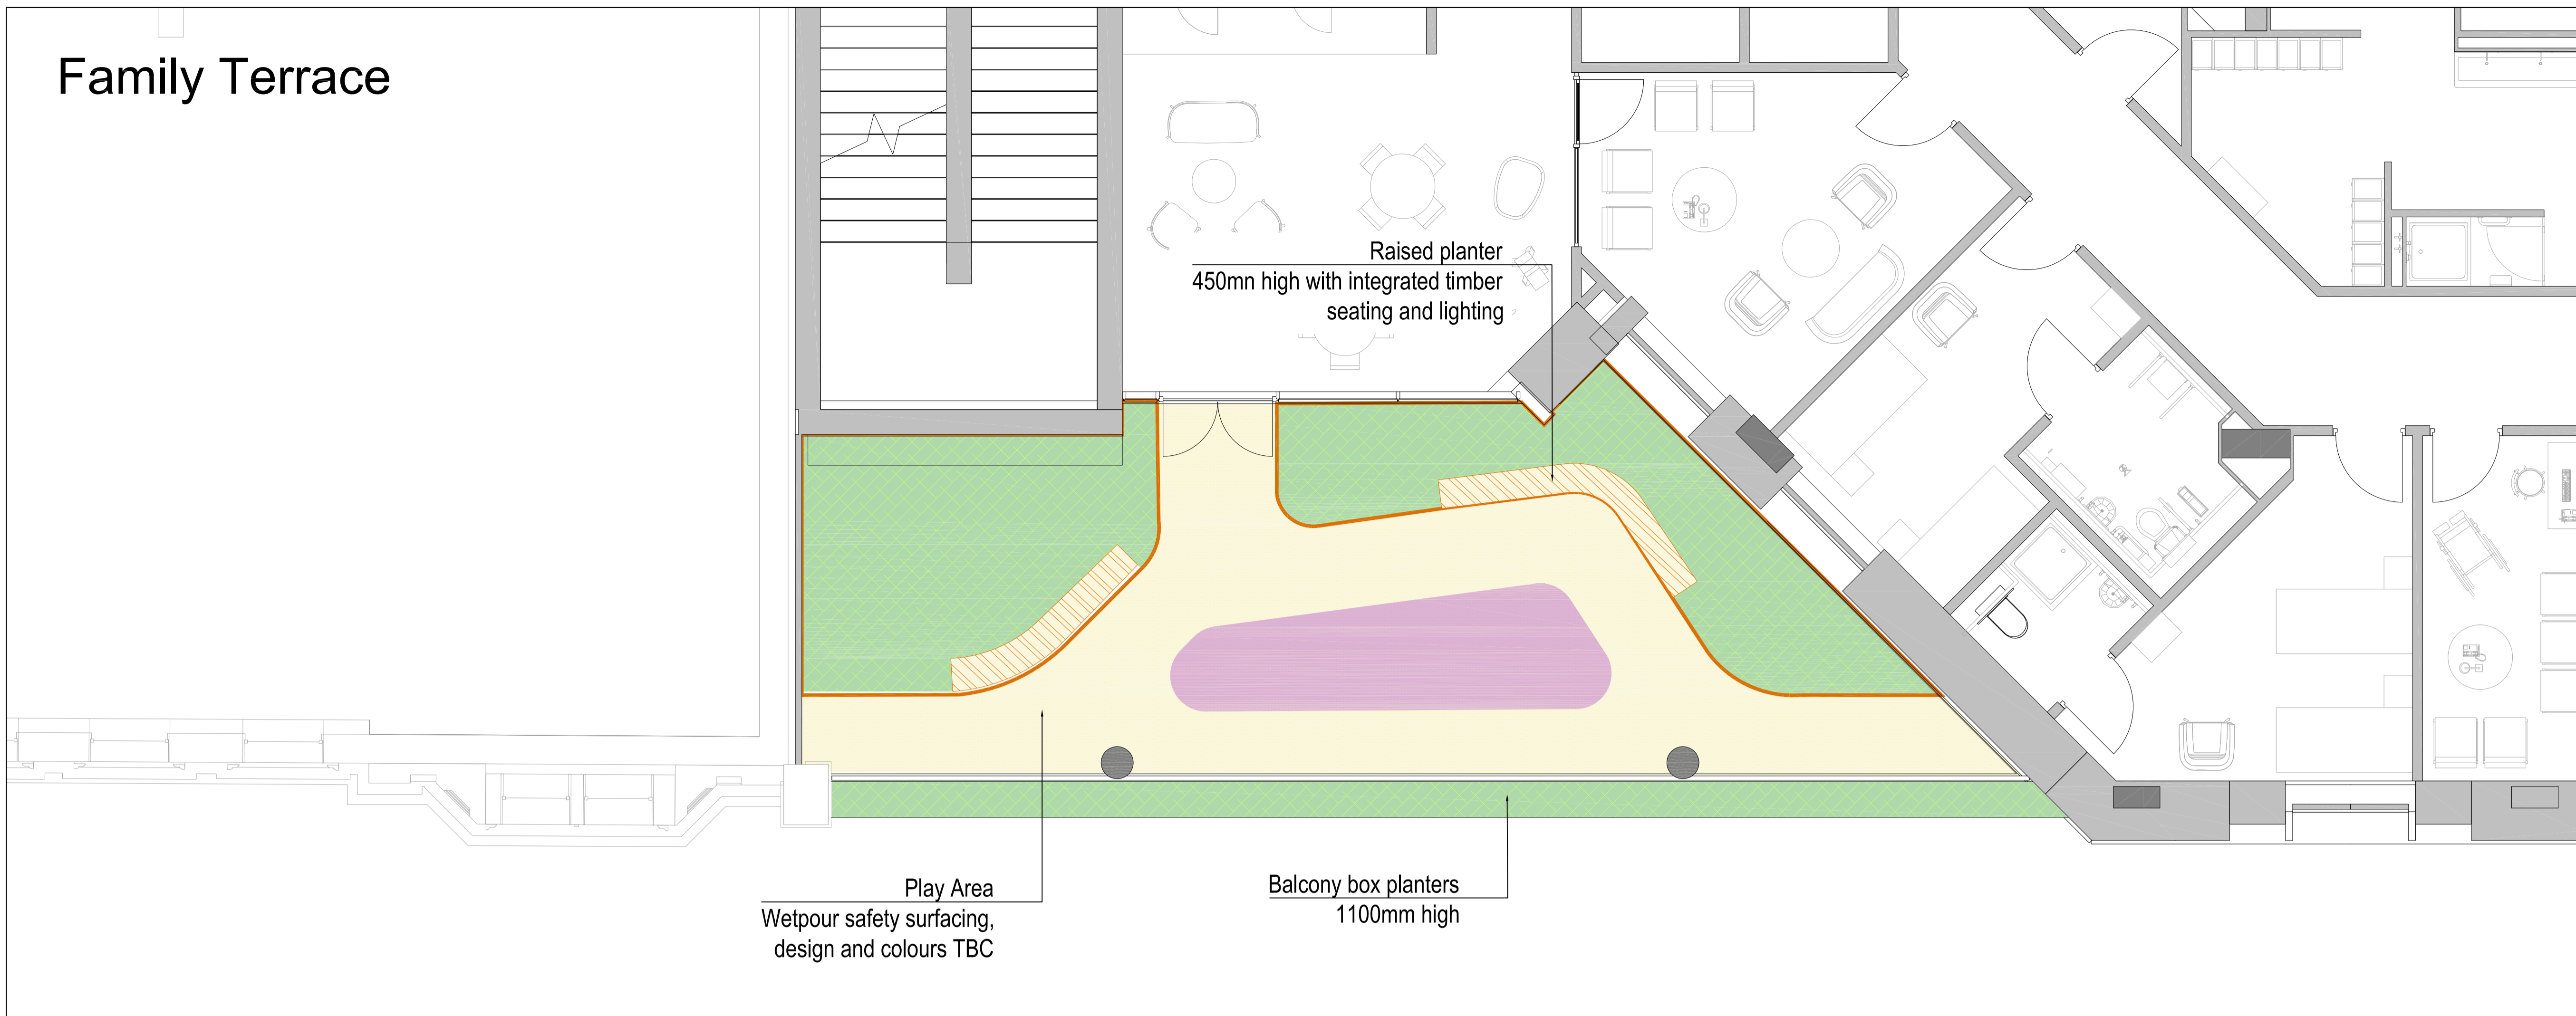 Family Terrace
Raised planter
450mn high with integrated timber
seating and lighting
Play Area
Wetpour safety surfacing,
design and colours TBC
Balcony box planters
1100mm high